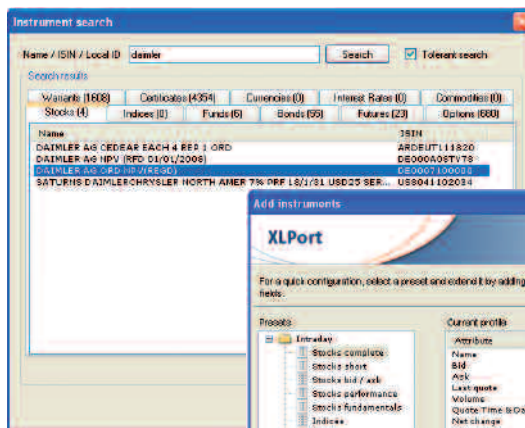 Instrument search
Name / ISIN / Local ID daimler Search Tolerant search
Search results
Warrants (1608) Certificates (4354) Currencies (0) Interest Rates (0) Commodities (0)
Stocks (4) Indices (0) Funds (6) Bonds (55) Futures (23) Options (680)
Name ISIN
DAIMLER AG CEDEAR EACH 4 REP 1 ORD ARDEUT111820
DAIMLER AG NPV (RFD 01/01/2008) DE000A0STV78
DAIMLER AG ORD NPV(REGD) DE0007100000
SATURNS DAIMLERCHRYSLER NORTH AMER 7% PRF 18/1/31 USD25 SER... US8041102034
Add instruments
XLPort
For a quick configuration, select a preset and extend it by adding
fields.
Presets Current profile
Intraday Attribute
Stocks complete Name
Stocks short Bid
Stocks bid / ask Ask
Stocks performance Last quote
Stocks fundamentals Volume
Indices Quote Time & Da
Net change